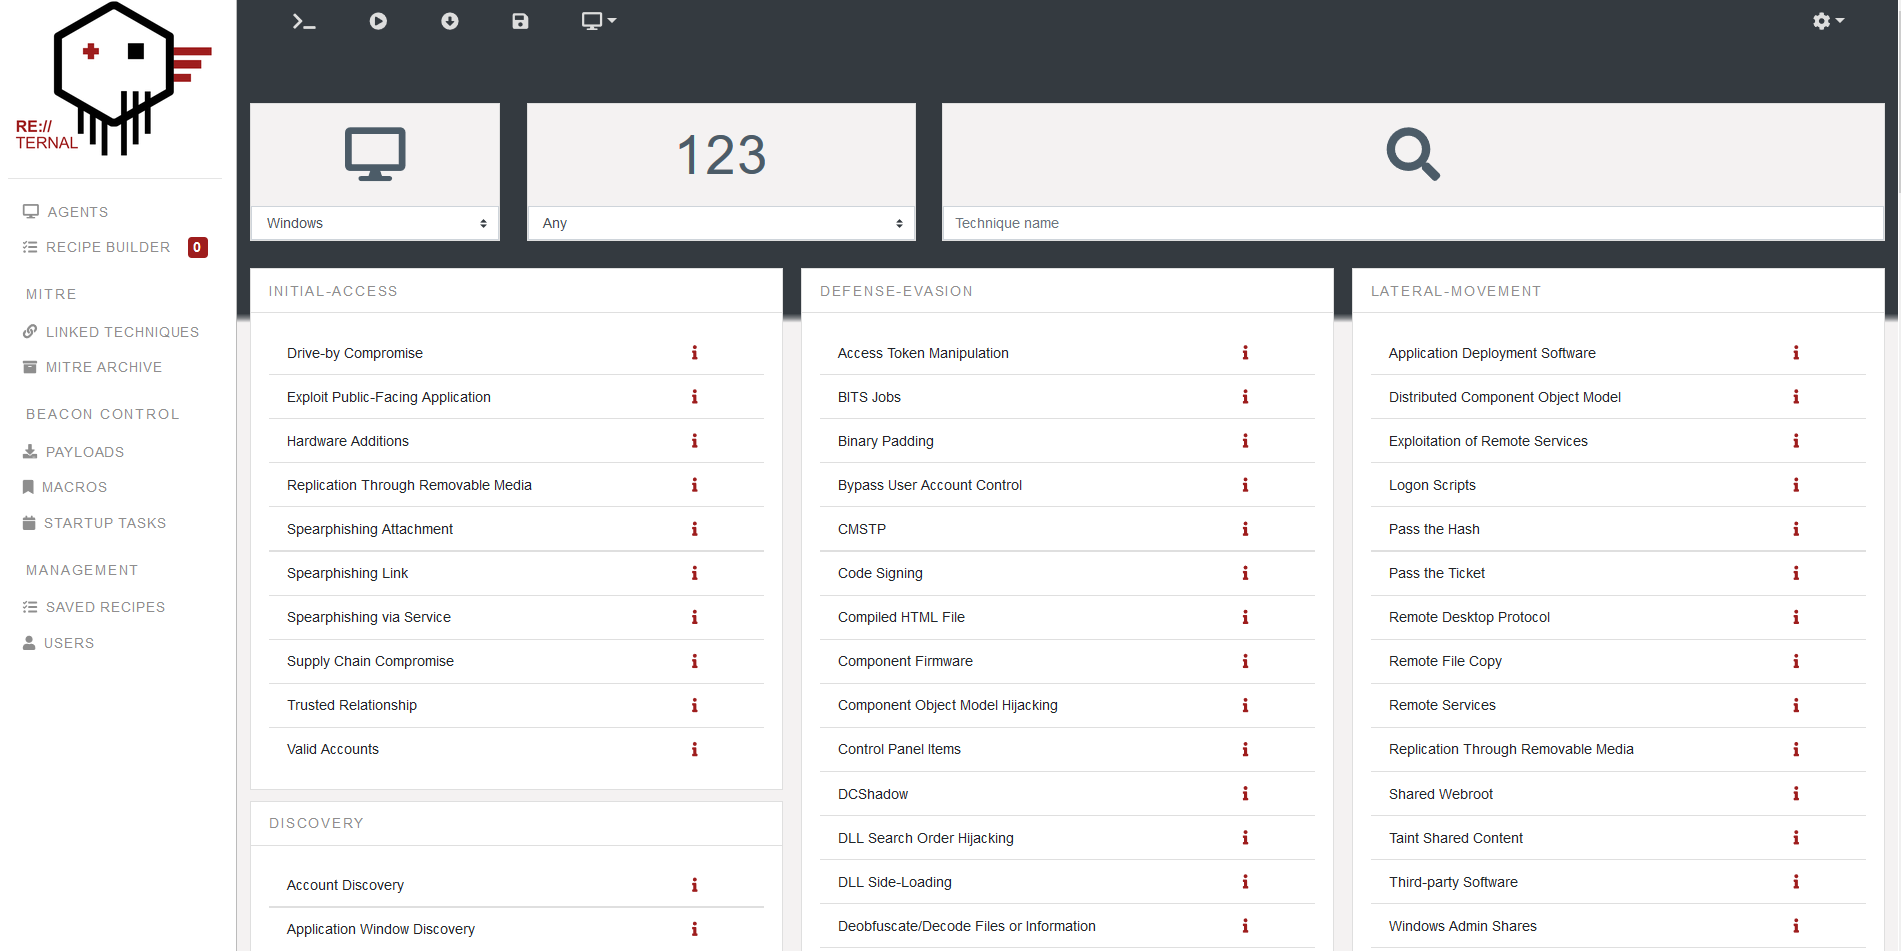 RE://
TERNAL
AGENTS
RECIPE BUILDER 0
MITRE
LINKED TECHNIQUES
MITRE ARCHIVE
BEACON CONTROL
PAYLOADS
MACROS
STARTUP TASKS
MANAGEMENT
SAVED RECIPES
USERS
Windows
123
Any
Technique name
INITIAL-ACCESS
Drive-by Compromise
Exploit Public-Facing Application
Hardware Additions
Replication Through Removable Media
Spearphishing Attachment
Spearphishing Link
Spearphishing via Service
Supply Chain Compromise
Trusted Relationship
Valid Accounts
DISCOVERY
Account Discovery
Application Window Discovery
DEFENSE-EVASION
Access Token Manipulation
BITS Jobs
Binary Padding
Bypass User Account Control
CMSTP
Code Signing
Compiled HTML File
Component Firmware
Component Object Model Hijacking
Control Panel Items
DCShadow
DLL Search Order Hijacking
DLL Side-Loading
Deobfuscate/Decode Files or Information
LATERAL-MOVEMENT
Application Deployment Software
Distributed Component Object Model
Exploitation of Remote Services
Logon Scripts
Pass the Hash
Pass the Ticket
Remote Desktop Protocol
Remote File Copy
Remote Services
Replication Through Removable Media
Shared Webroot
Taint Shared Content
Third-party Software
Windows Admin Shares